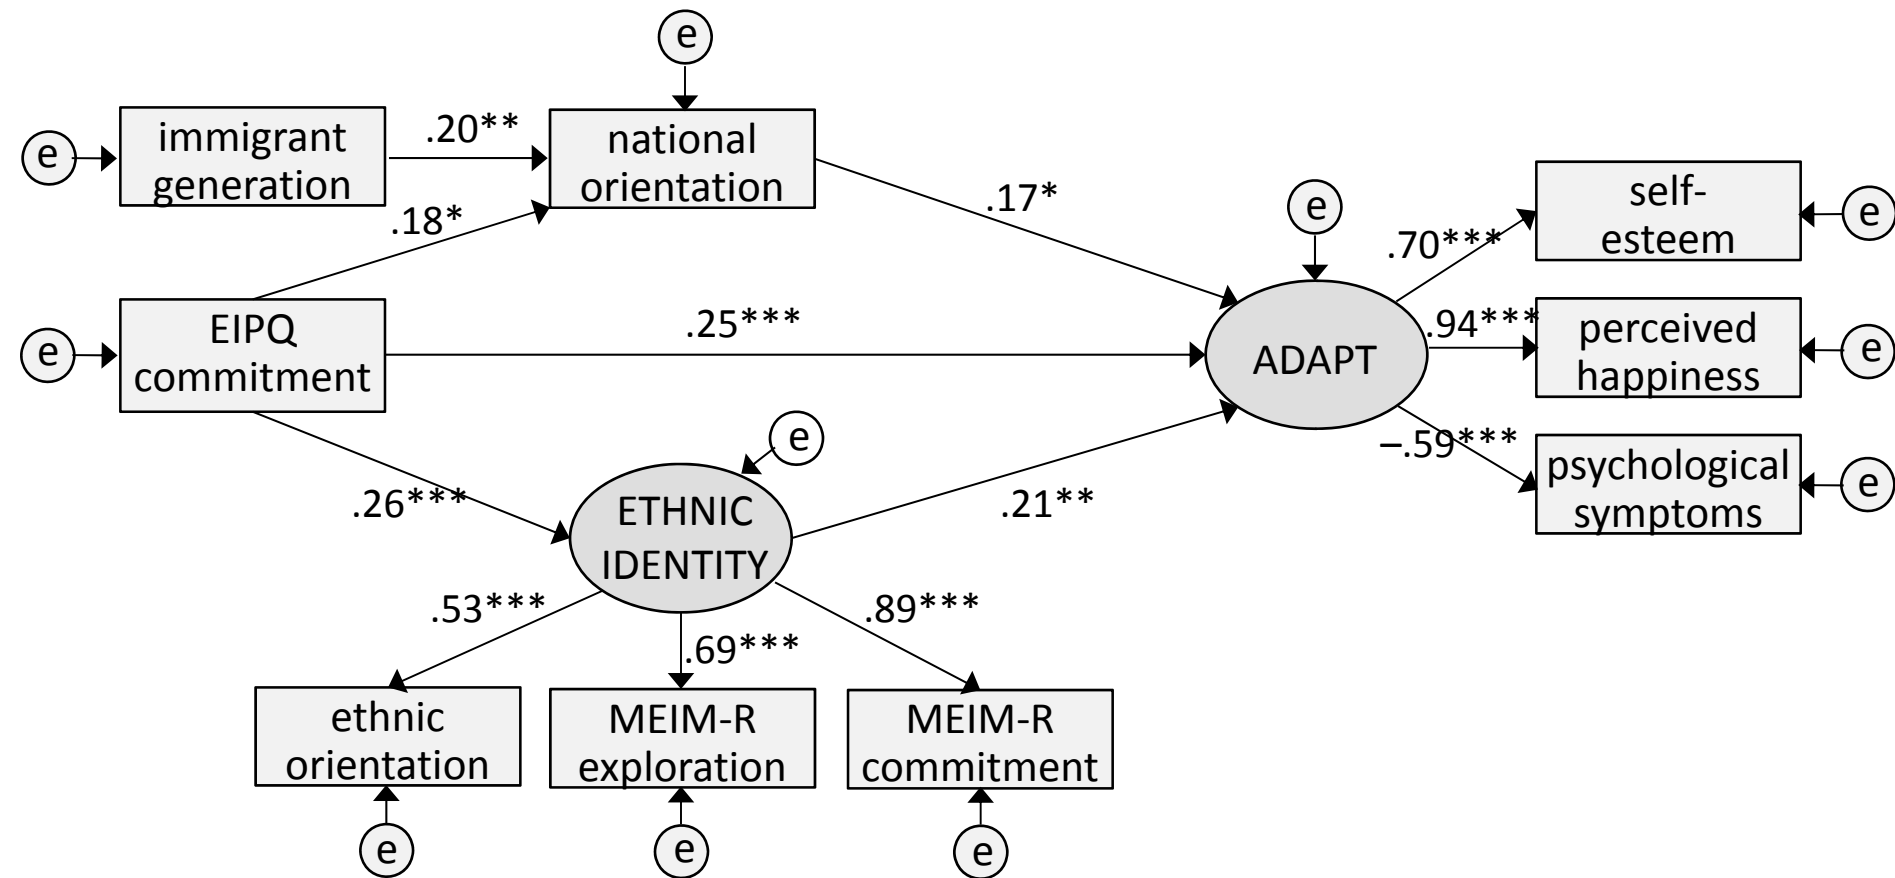 e
immigrant
generation
.20**
e
national
orientation
.17*
e
self-
esteem
e
.70***
.18*
e
EIPQ
commitment
.25***
ADAPT
.94***
perceived
happiness
e
–.59***
psychological
symptoms
e
e
.26***
ETHNIC
IDENTITY
.21**
.53***
.69***
.89***
ethnic
orientation
MEIM-R
exploration
MEIM-R
commitment
e
e
e